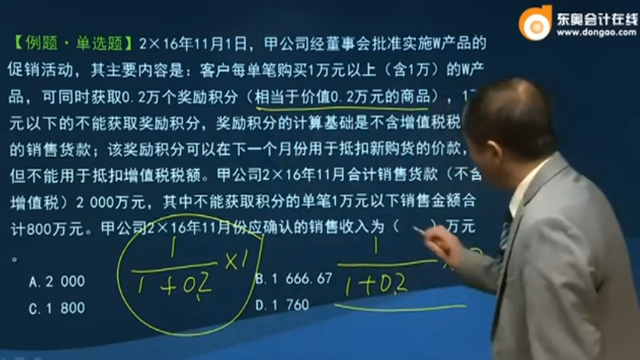 东奥会计在线
www.dongao.com
【例题·单选题】2×16年11月1日，甲公司经董事会批准实施W产品的
促销活动，其主要内容是：客户每单笔购买1万元以上（含1万）的W产
品，可同时获取0.2万个奖励积分（相当于价值0.2万元的商品），1
元以下的不能获取奖励积分，奖励积分的计算基础是不含增值税税
的销售货款；该奖励积分可以在下一个月份用于抵扣新购货的价款，
但不能用于抵扣增值税税额。甲公司2×16年11月合计销售货款（不含
增值税）2 000万元，其中不能获取积分的单笔1万元以下销售金额合
计800万元。甲公司2×16年11月份应确认的销售收入为（ ）万元
。
A.2 000
B.1 666.67
C.1 800
D.1 760
1
1+0.2
×1
1
1+0.2